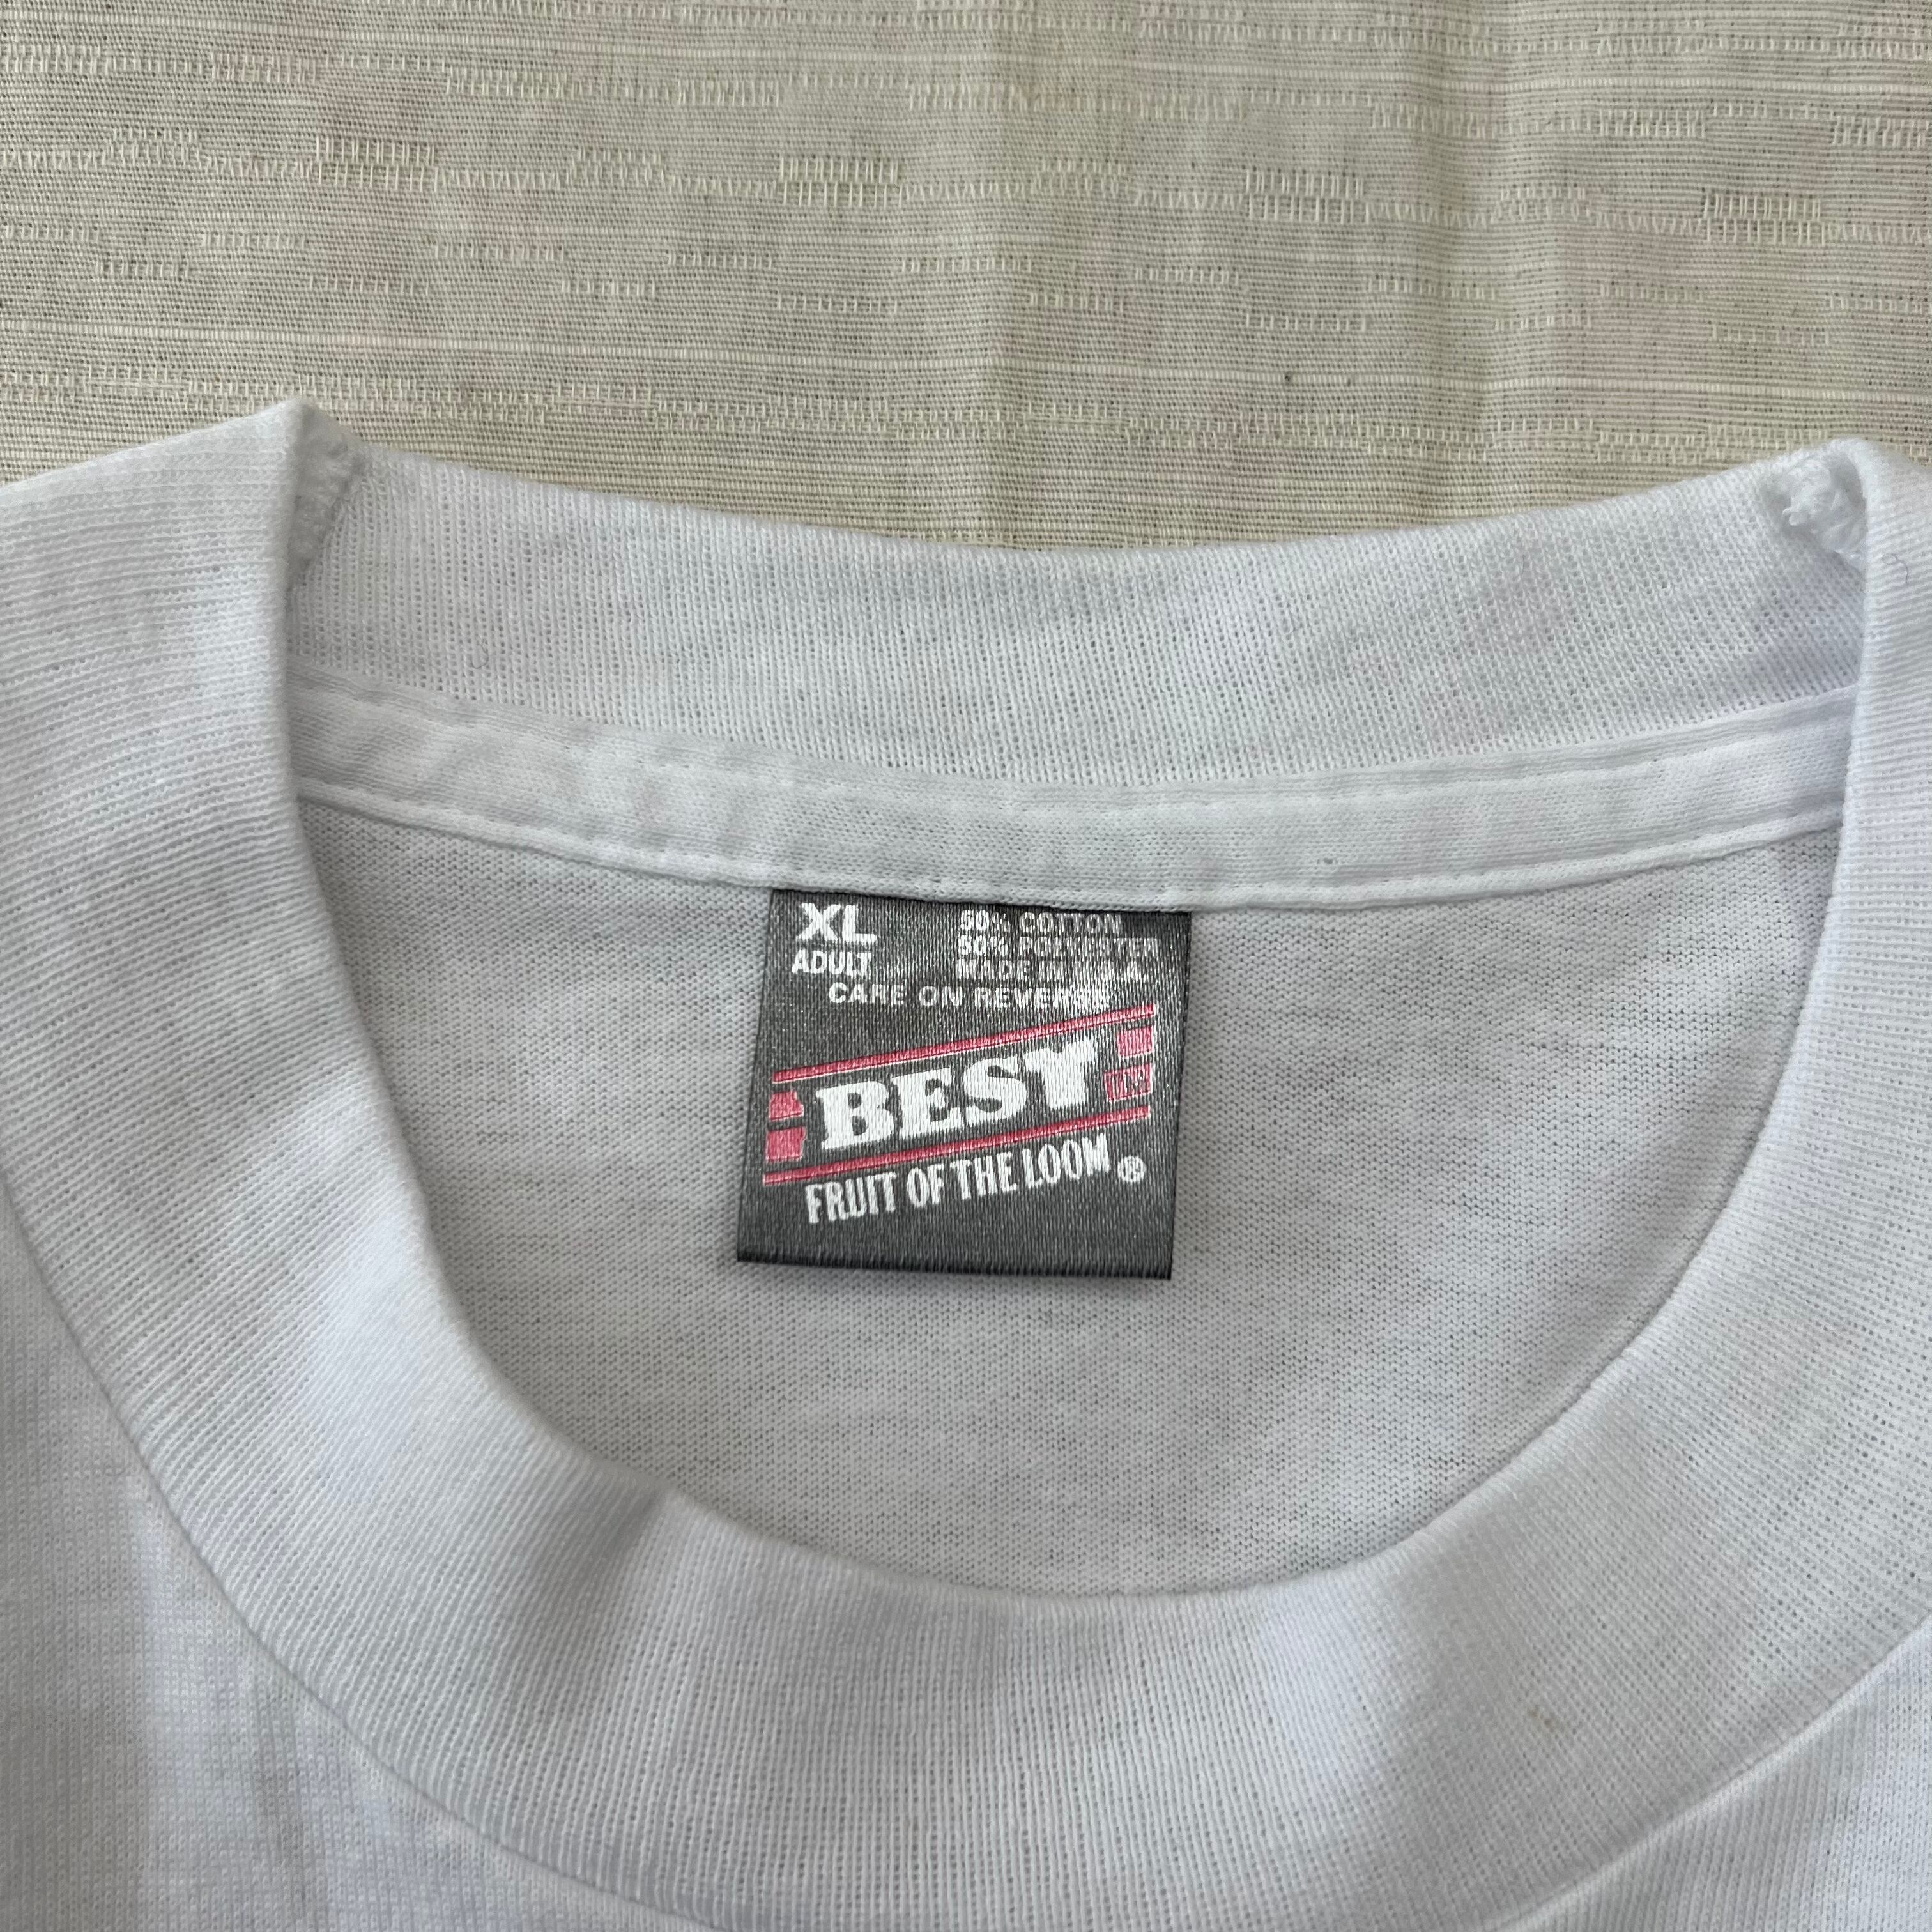 XL
ADULT
50% COTTON
50% POLYESTER
MADE IN U.S.A.
CARE ON REVERSE
BEST
TM
FRUIT OF THE LOOM ®